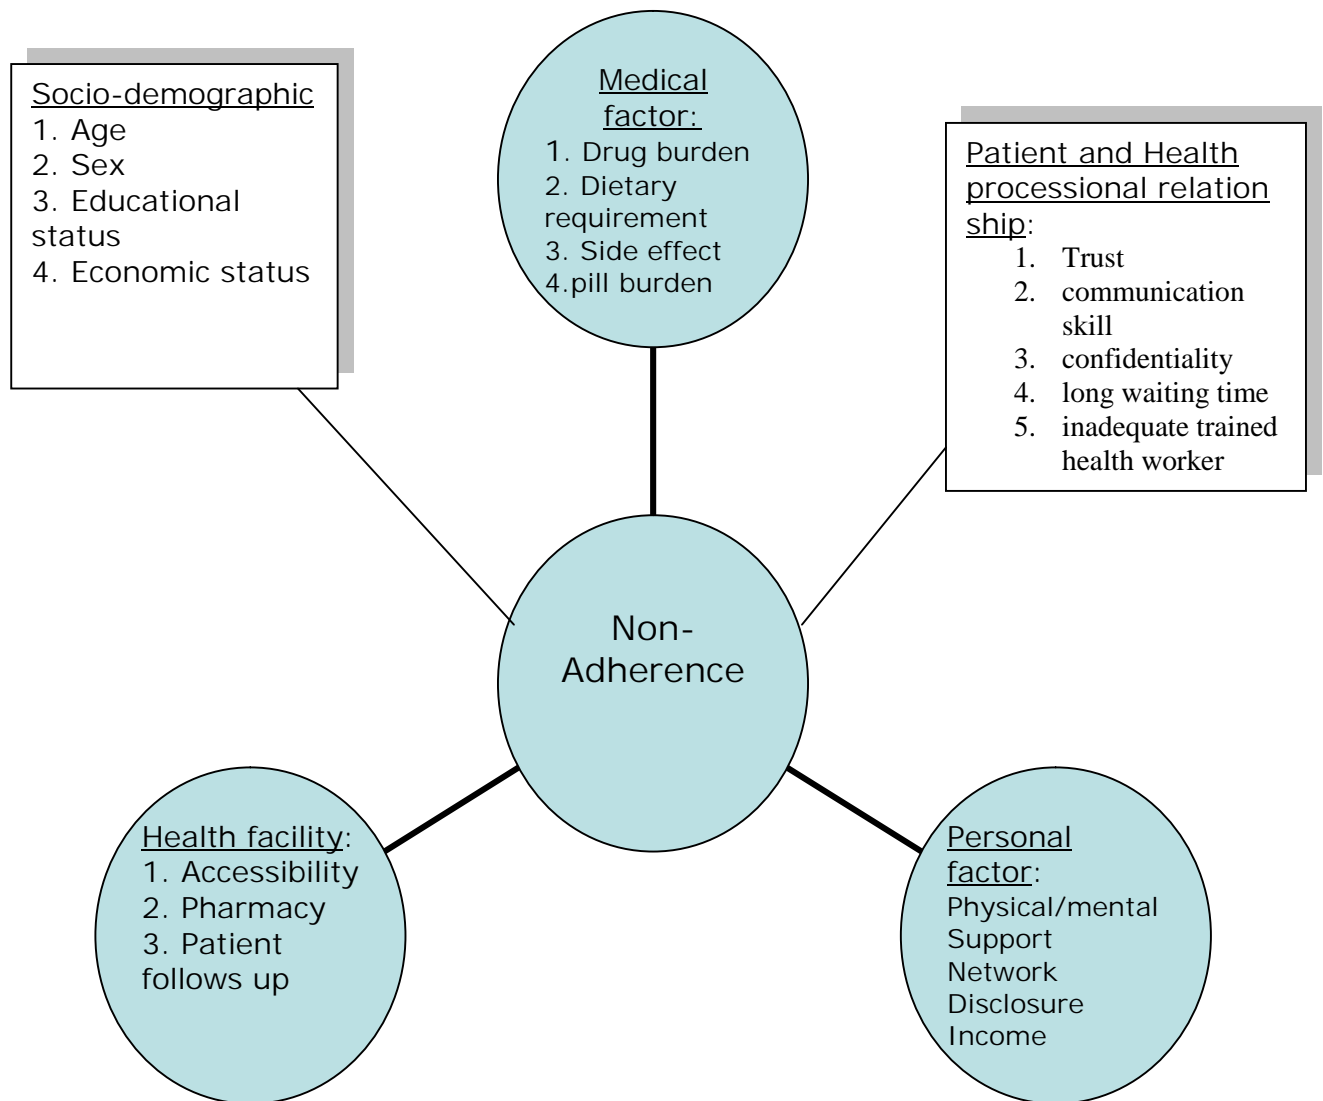 Socio-demographic
1. Age
2. Sex
3. Educational
status
4. Economic status
Medical
factor:
1. Drug burden
2. Dietary
requirement
3. Side effect
4.pill burden
Patient and Health
processional relation
ship:
1. Trust
2. communication
skill
3. confidentiality
4. long waiting time
5. inadequate trained
health worker
Non-
Adherence
Health facility:
1. Accessibility
2. Pharmacy
3. Patient
follows up
Personal
factor:
Physical/mental
Support
Network
Disclosure
Income